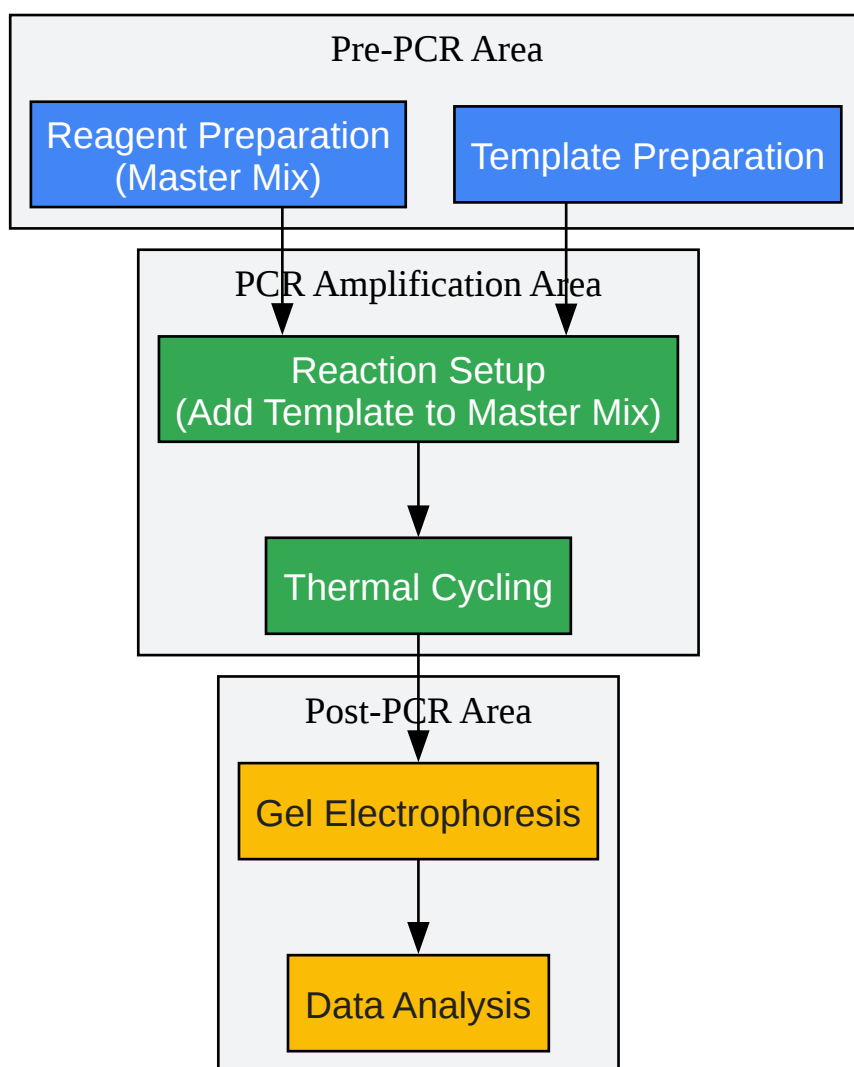 Pre-PCR Area
Reagent Preparation
(Master Mix)
Template Preparation
PCR Amplification Area
Reaction Setup
(Add Template to Master Mix)
Thermal Cycling
Post-PCR Area
Gel Electrophoresis
Data Analysis